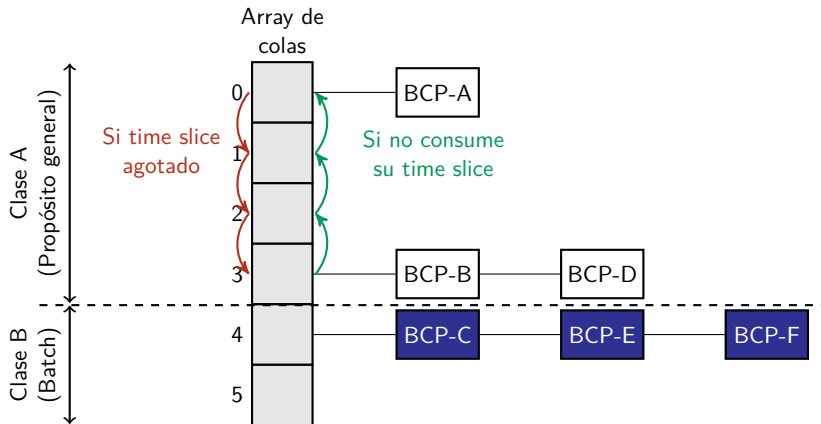 Array de
colas
Clase A
(Propósito general)
0
BCP-A
Si time slice
agotado
Si no consume
su time slice
1
2
3
BCP-B
BCP-D
Clase B
(Batch)
4
BCP-C
BCP-E
BCP-F
5